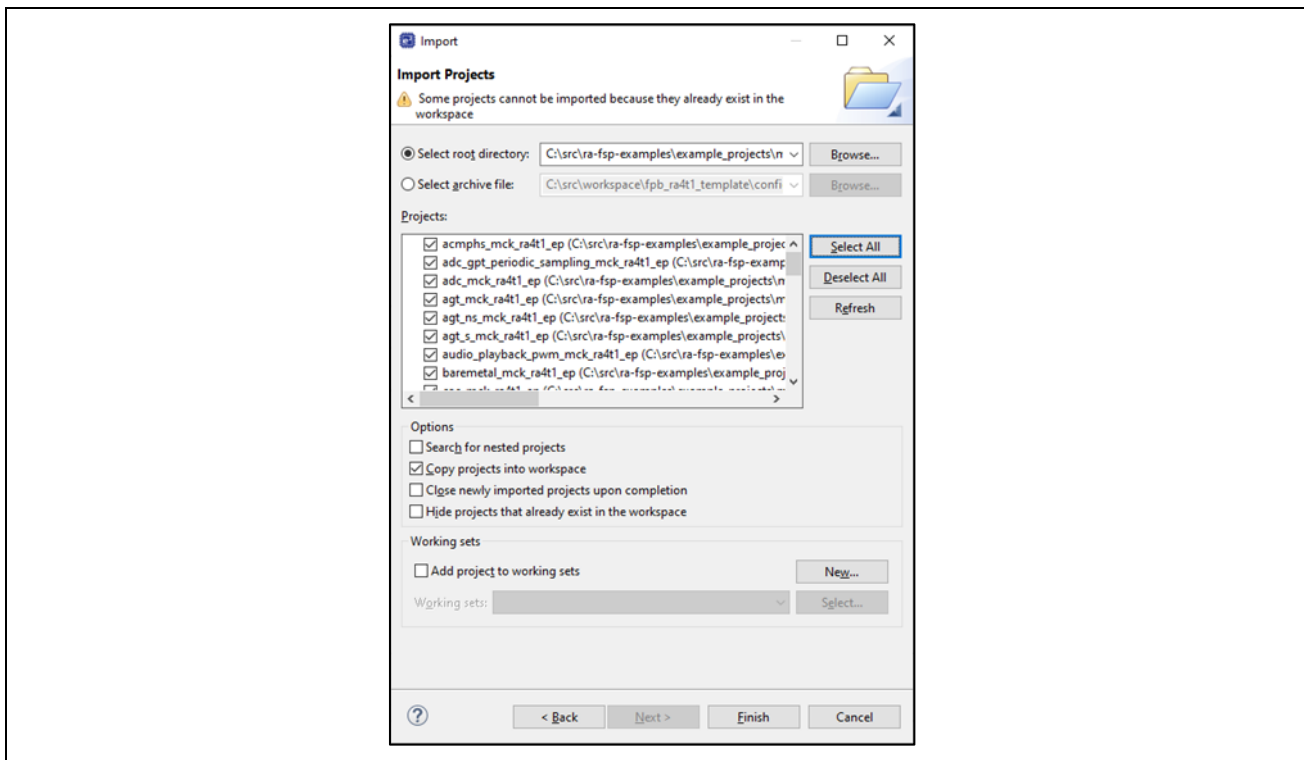 Import
Import Projects
Some projects cannot be imported because they already exist in the
workspace
Select root directory: C:\src\ra-fsp-examples\example_projects\n Browse...
Select archive file: C:\src\workspace\fpb_ra4t1_template\confi Browse...
Projects:
acmphs_mck_ra4t1_ep (C:\src\ra-fsp-examples\example_projec Select All
adc_gpt_periodic_sampling_mck_ra4t1_ep (C:\src\ra-fsp-examp
adc_mck_ra4t1_ep (C:\src\ra-fsp-examples\example_projects\m Deselect All
agt_mck_ra4t1_ep (C:\src\ra-fsp-examples\example_projects\m
agt_ns_mck_ra4t1_ep (C:\src\ra-fsp-examples\example_projects Refresh
agt_s_mck_ra4t1_ep (C:\src\ra-fsp-examples\example_projects\
audio_playback_pwm_mck_ra4t1_ep (C:\src\ra-fsp-examples\ex
baremetal_mck_ra4t1_ep (C:\src\ra-fsp-examples\example_proj
Options
Search for nested projects
Copy projects into workspace
Close newly imported projects upon completion
Hide projects that already exist in the workspace
Working sets
Add project to working sets New...
Working sets: Select...
? < Back Next > Finish Cancel